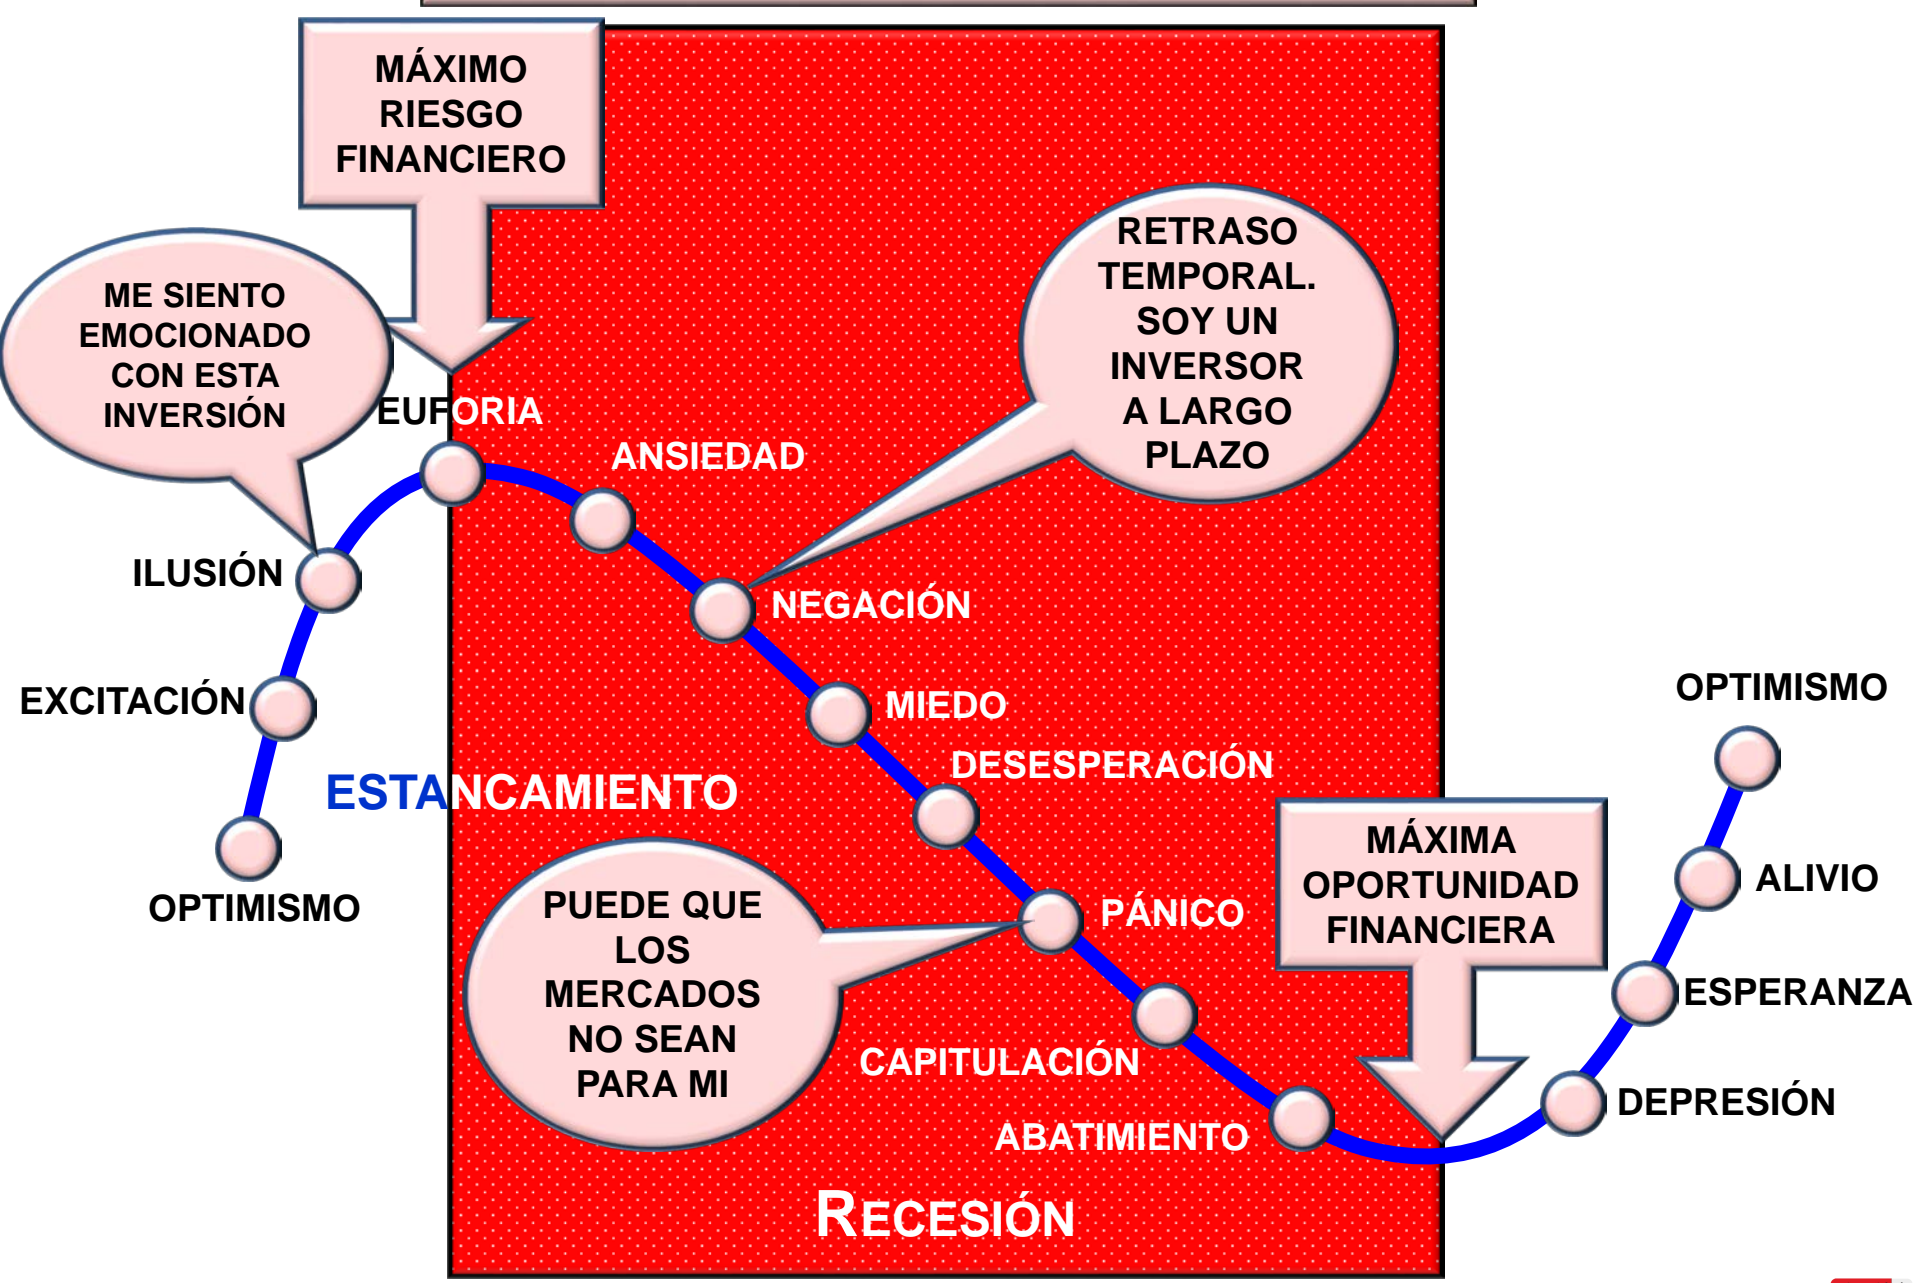 MÁXIMO
RIESGO
FINANCIERO
ME SIENTO
EMOCIONADO
CON ESTA
INVERSIÓN
RETRASO
TEMPORAL.
SOY UN
INVERSOR
A LARGO
PLAZO
EUFORIA
ANSIEDAD
ILUSIÓN
NEGACIÓN
EXCITACIÓN
MIEDO
OPTIMISMO
DESESPERACIÓN
ESTANCAMIENTO
OPTIMISMO
PUEDE QUE
LOS
MERCADOS
NO SEAN
PARA MI
PÁNICO
MÁXIMA
OPORTUNIDAD
FINANCIERA
ALIVIO
ESPERANZA
CAPITULACIÓN
DEPRESIÓN
ABATIMIENTO
RECESIÓN